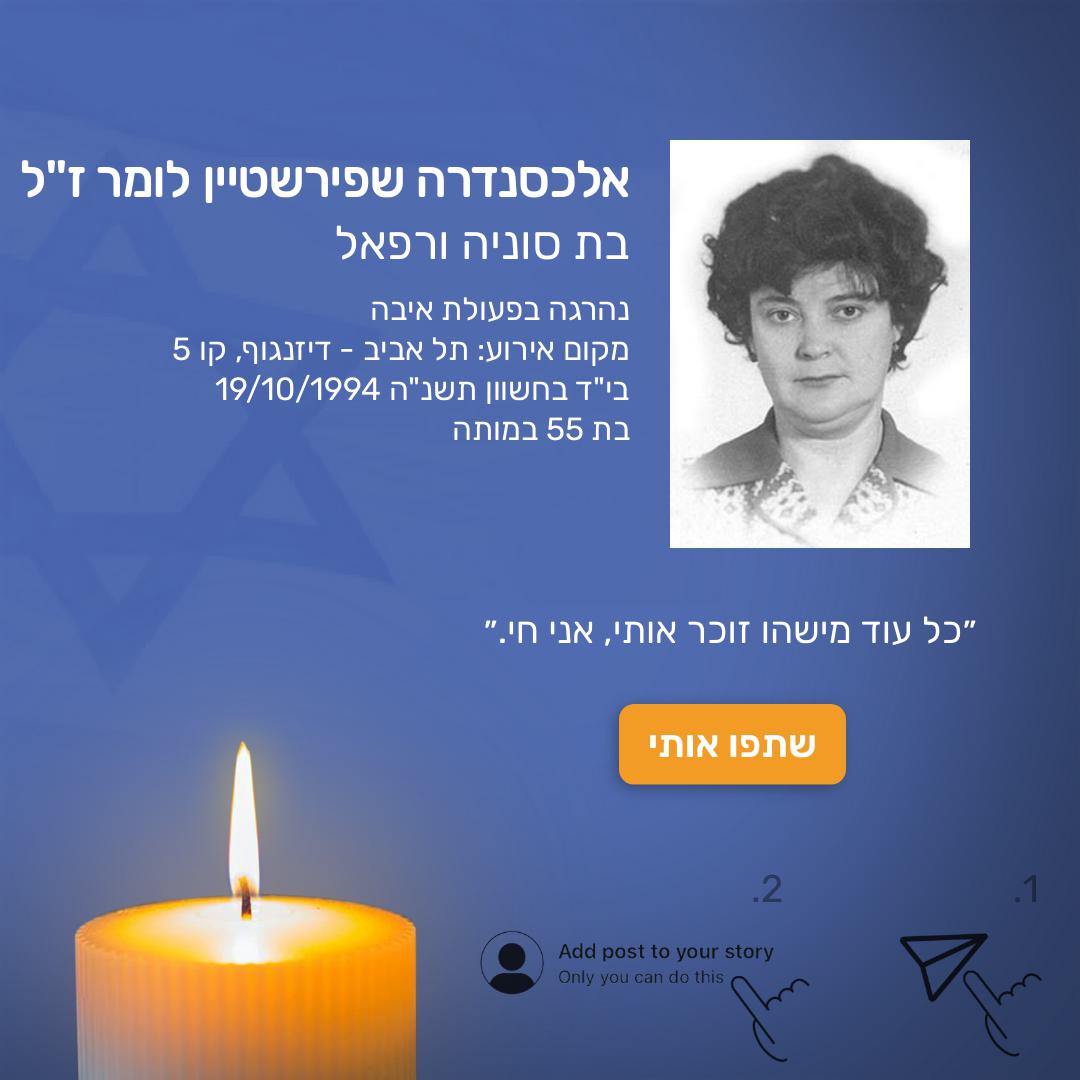 אלכסנדרה שפירשטיין לומר ז"ל
בת סוניה ורפאל
נהרגה בפעולת איבה
מקום אירוע: תל אביב - דיזנגוף, קו 5
בי"ד בחשוון תשנ"ה 19/10/1994
בת 55 במותה
״כל עוד מישהו זוכר אותי, אני חי.״
שתפו אותי
1.
2.
Add post to your story
Only you can do this